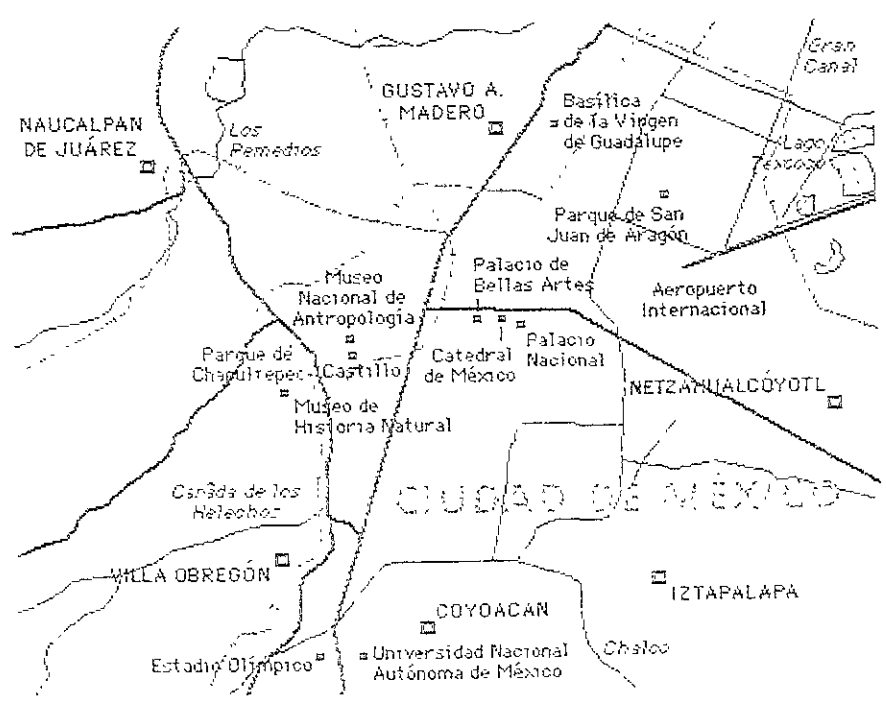 Gran
Canal
GUSTAVO A.
MADERO
Basílica
de la Virgen
de Guadalupe
NAUCALPAN
DE JUÁREZ
Los
Remedios
Lago
Texcoco
Parque de San
Juan de Aragón
Museo
Nacional de
Antropología
Palacio de
Bellas Artes
Aeropuerto
Internacional
Parque de
Chapultepec
Castillo
Catedral
de México
Palacio
Nacional
NETZAHUALCÓYOTL
Museo de
Historia Natural
Cañada de los
Helechos
CIUDAD DE MÉXICO
VILLA OBREGÓN
IZTAPALAPA
COYOACAN
Chalco
Estadio Olímpico
Universidad Nacional
Autónoma de México